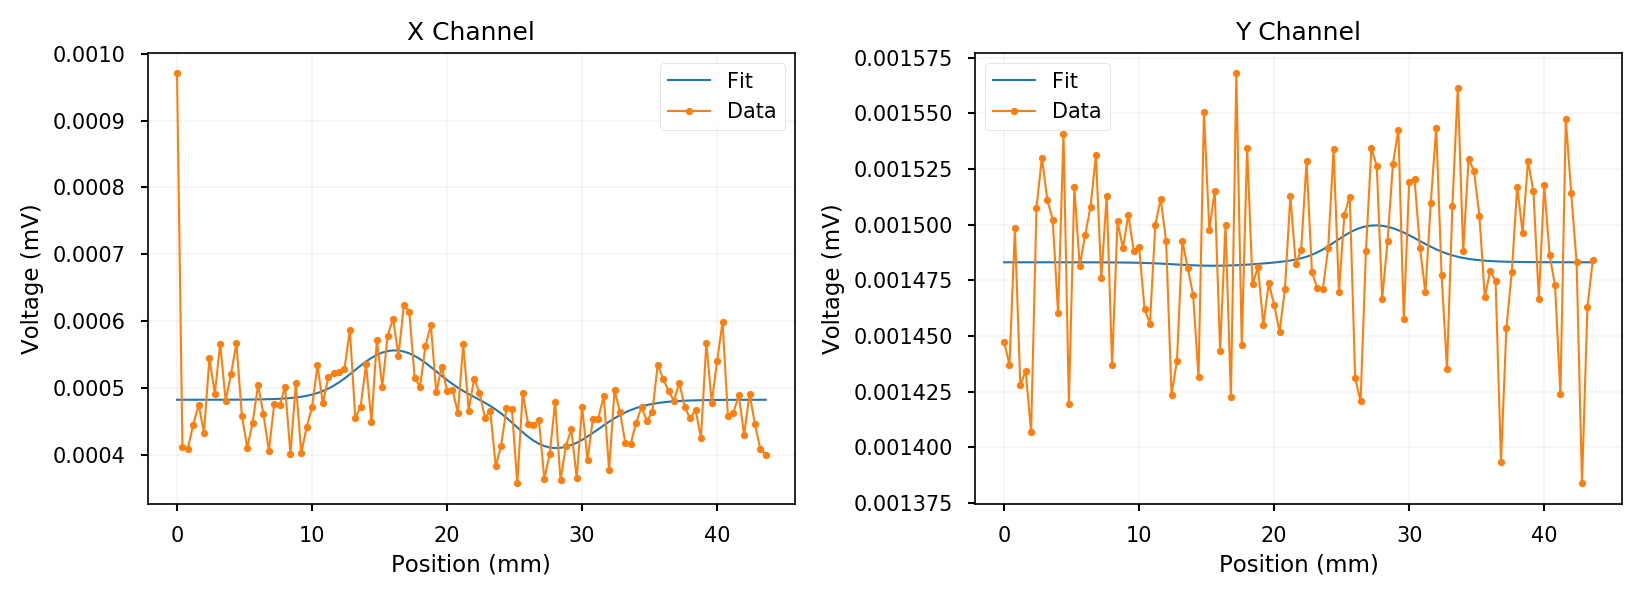 X Channel
0.0010
0.0009
0.0008
0.0007
0.0006
0.0005
0.0004
Voltage (mV)
0
10
20
30
40
Position (mm)
Fit
Data
Y Channel
0.001575
0.001550
0.001525
0.001500
0.001475
0.001450
0.001425
0.001400
0.001375
Voltage (mV)
0
10
20
30
40
Position (mm)
Fit
Data